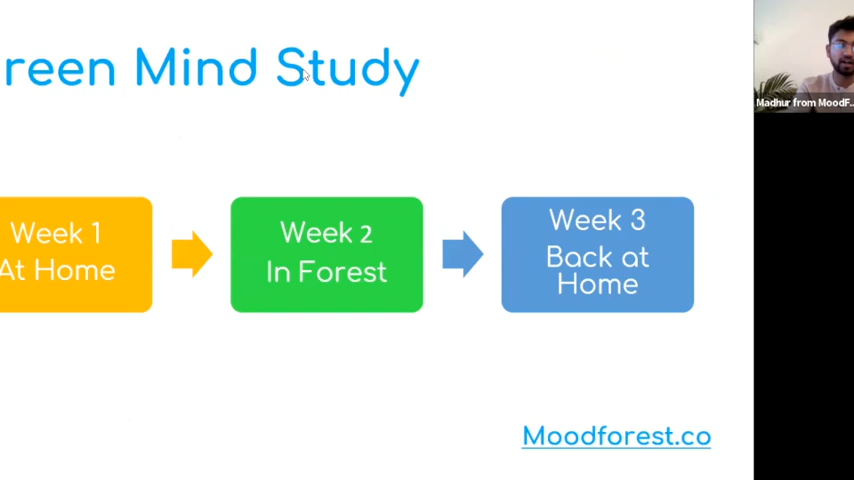 reen Mind Study
Week 1
At Home
Week 2
In Forest
Week 3
Back at
Home
Moodforest.co
Madhur from MoodF...